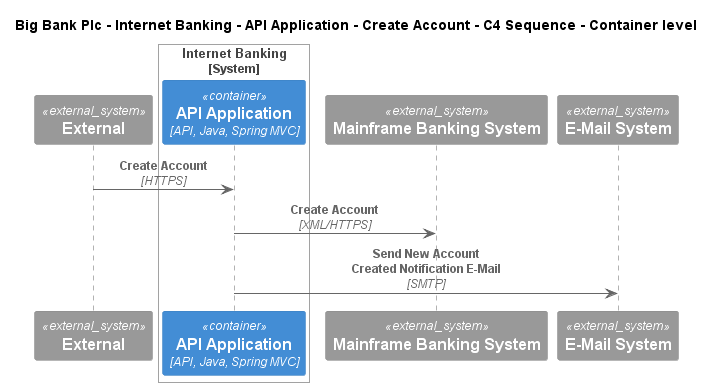 Big Bank Plc - Internet Banking - API Application - Create Account - C4 Sequence - Container level
Internet Banking
[System]
«external_system»
External
«container»
API Application
[API, Java, Spring MVC]
«external_system»
Mainframe Banking System
«external_system»
E-Mail System
Create Account
[HTTPS]
Create Account
[XML/HTTPS]
Send New Account
Created Notification E-Mail
[SMTP]
«external_system»
External
«container»
API Application
[API, Java, Spring MVC]
«external_system»
Mainframe Banking System
«external_system»
E-Mail System